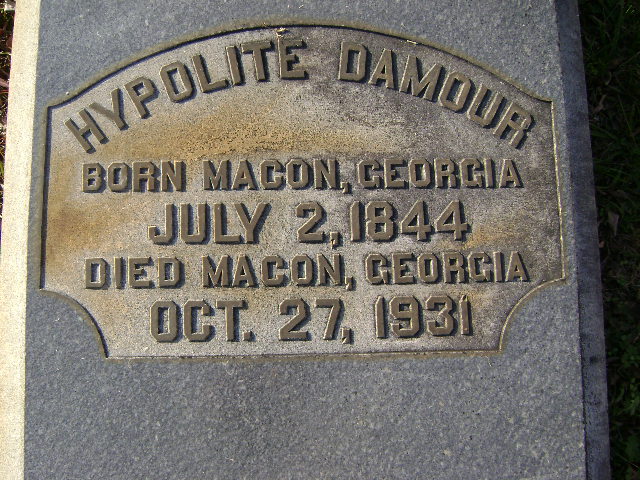 HYPOLITE DAMOUR
BORN MACON, GEORGIA
JULY 2, 1844
DIED MACON, GEORGIA
OCT. 27, 1931